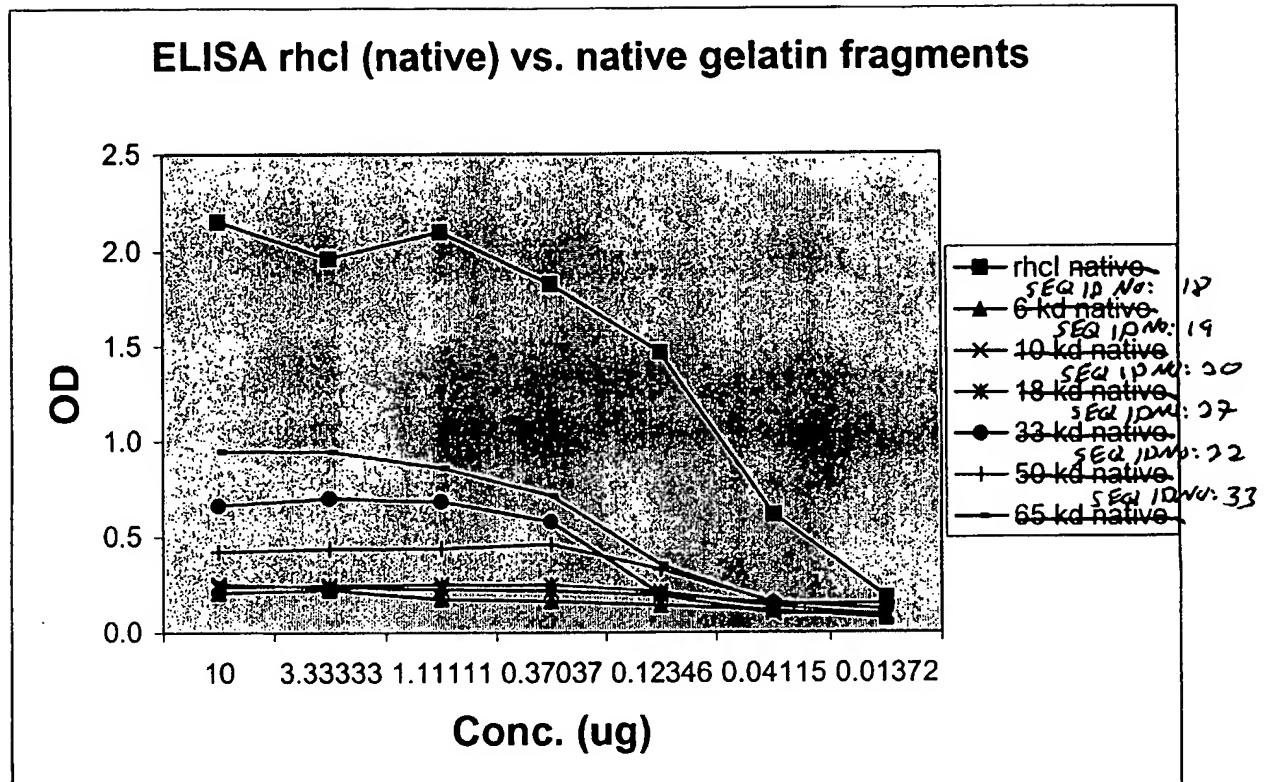 ELISA rhcl (native) vs. native gelatin fragments
2.5
2.0
1.5
1.0
0.5
0.0
OD
10 3.33333 1.11111 0.37037 0.12346 0.04115 0.01372
Conc. (ug)
rhcl native
SEQ ID No: 18
6 kd native
SEQ ID No: 19
10 kd native
SEQ ID No: 20
18 kd native
SEQ ID No: 27
33 kd native
SEQ ID No: 22
50 kd native
SEQ ID No: 33
65 kd native